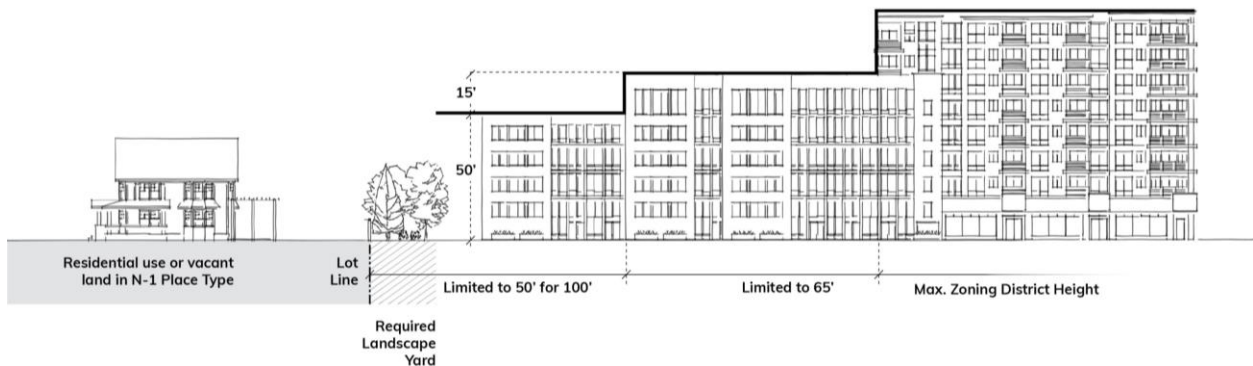 15'
50'
Residential use or vacant
land in N-1 Place Type
Lot
Line
Limited to 50' for 100'
Limited to 65'
Max. Zoning District Height
Required
Landscape
Yard